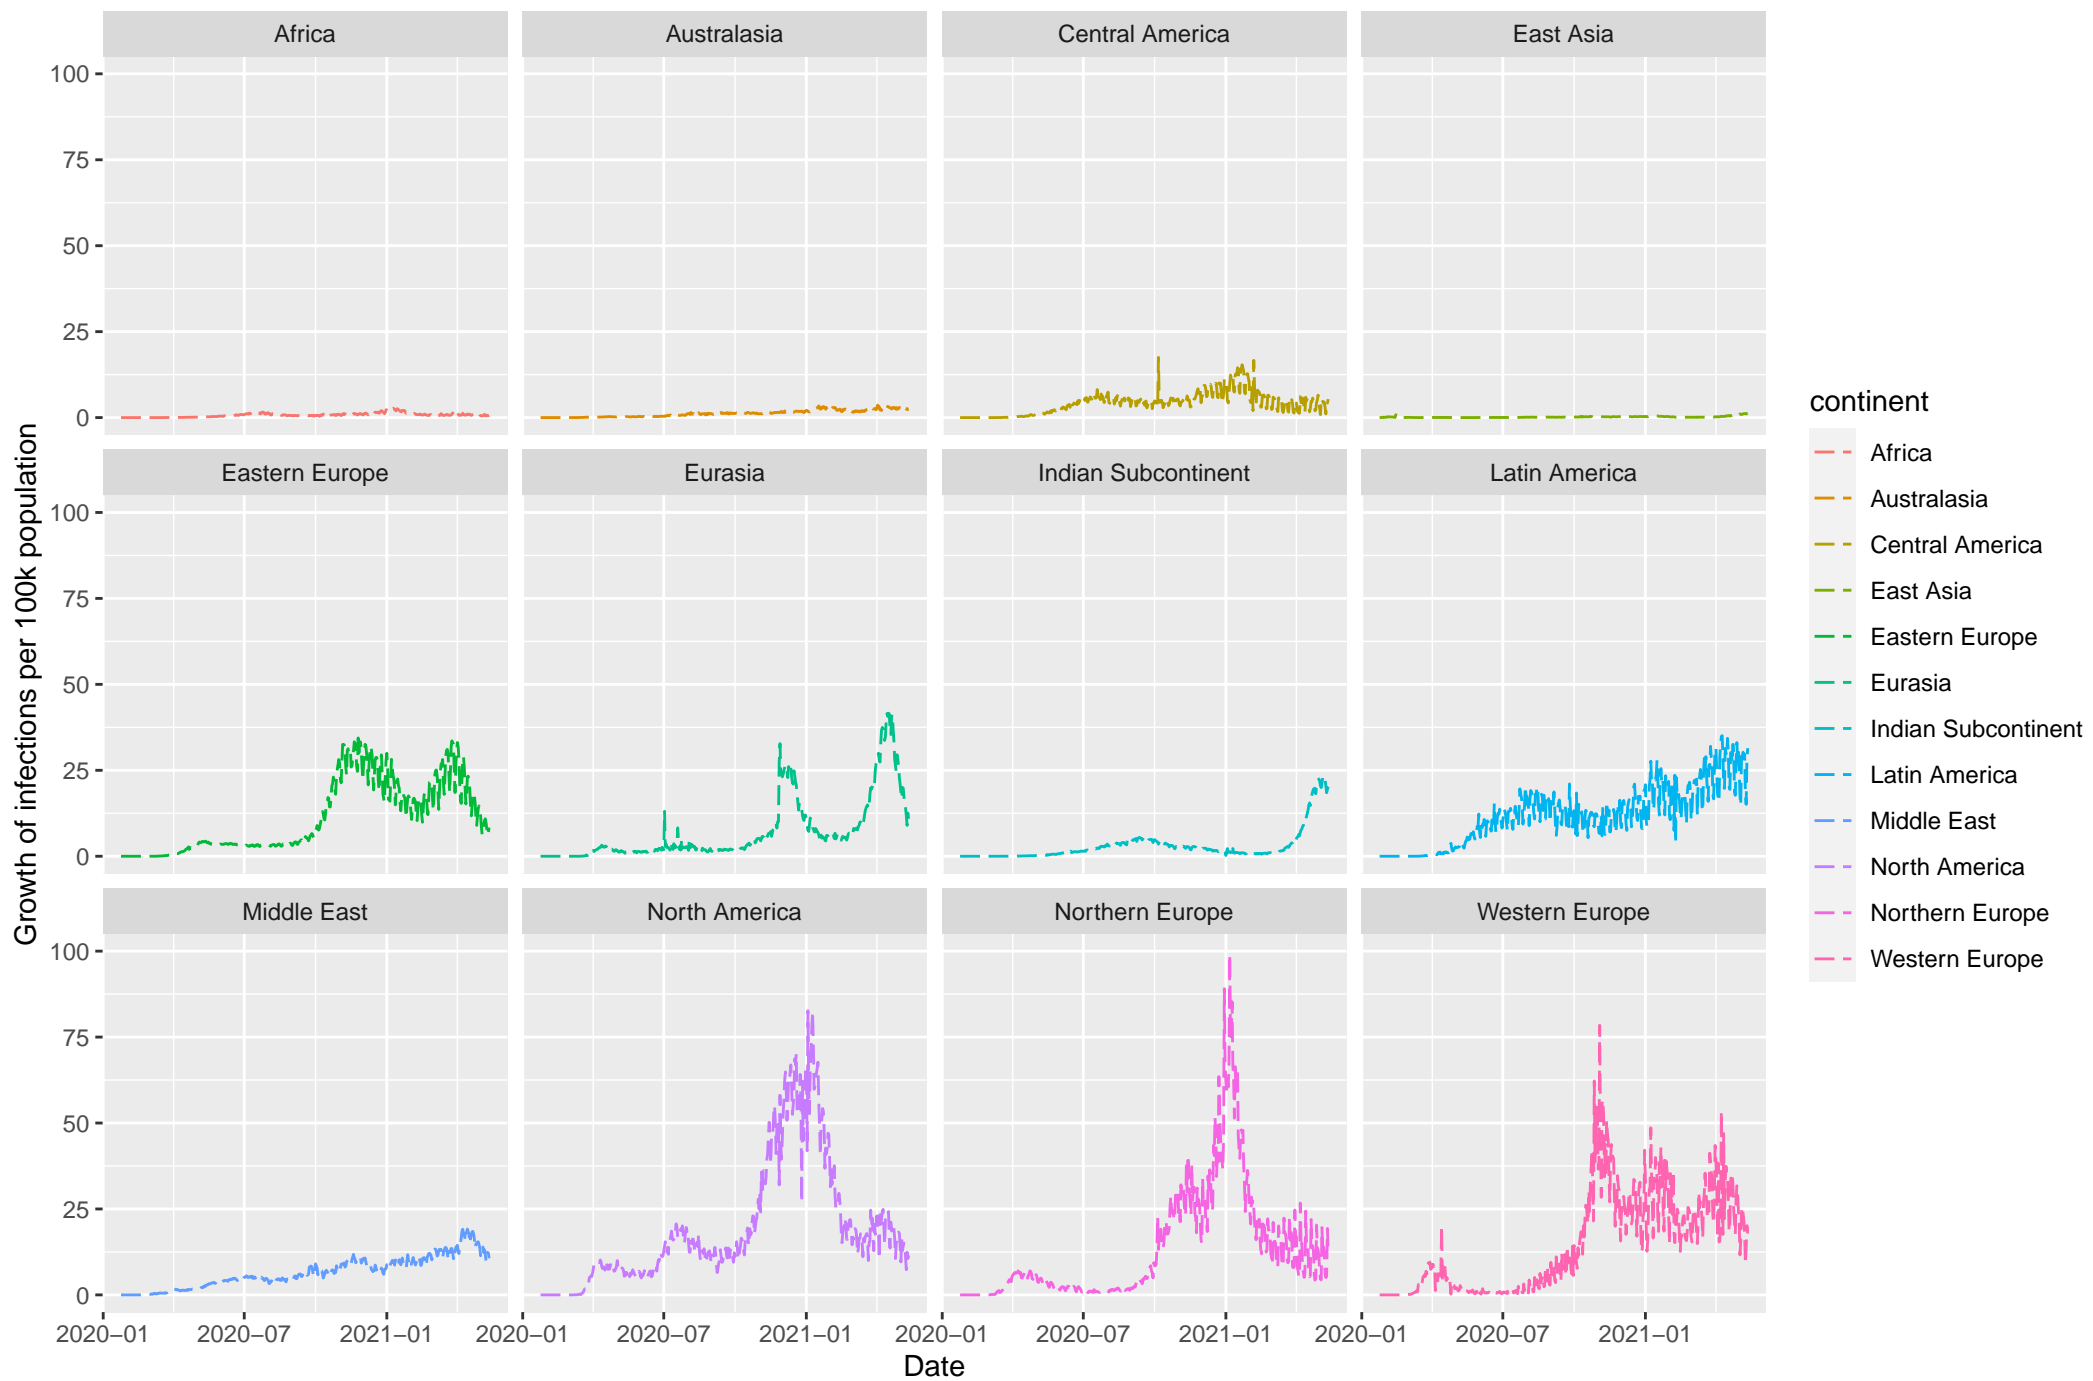 Africa
Australasia
Central America
East Asia
100
75
50
25
0
Eastern Europe
Eurasia
Indian Subcontinent
Latin America
100
75
50
25
0
Middle East
North America
Northern Europe
Western Europe
100
75
50
25
0
2020−01
2020−07
2021−01
2020−01
2020−07
2021−01
2020−01
2020−07
2021−01
2020−01
2020−07
2021−01
Date
Growth of infections per 100k population
continent
Africa
Australasia
Central America
East Asia
Eastern Europe
Eurasia
Indian Subcontinent
Latin America
Middle East
North America
Northern Europe
Western Europe